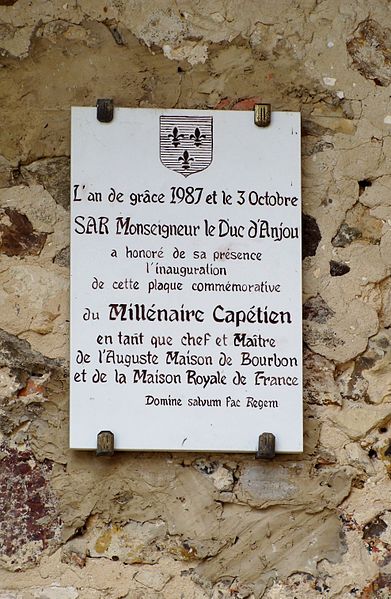 L'an de grâce 1987 et le 3 Octobre
SAR Monseigneur le Duc d'Anjou
a honoré de sa présence
l'inauguration
de cette plaque commémorative
du Millénaire Capétien
en tant que chef et Maître
de l'Auguste Maison de Bourbon
et de la Maison Royale de France
Domine salvum fac Regem